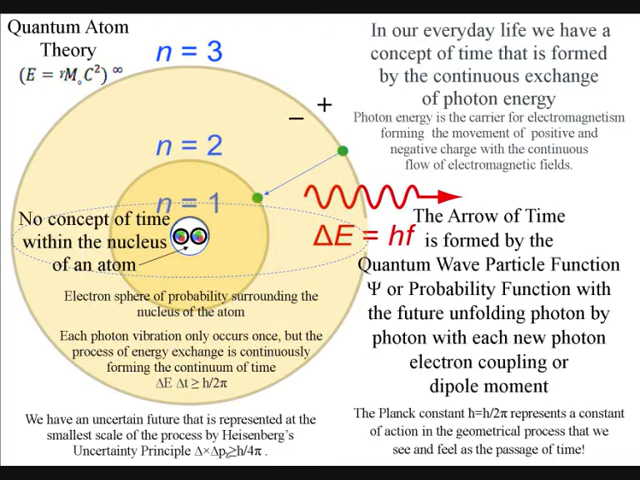 Quantum Atom
Theory
(E = γM₀C²)∞
n = 3
n = 2
n = 1
− +
In our everyday life we have a
concept of time that is formed
by the continuous exchange
of photon energy
Photon energy is the carrier for electromagnetism
forming the movement of positive and
negative charge with the continuous
flow of electromagnetic fields.
No concept of time
within the nucleus
of an atom
ΔE = hf
The Arrow of Time
is formed by the
Quantum Wave Particle Function
Ψ or Probability Function with
the future unfolding photon by
photon with each new photon
electron coupling or
dipole moment
Electron sphere of probability surrounding the
nucleus of the atom
Each photon vibration only occurs once, but the
process of energy exchange is continuously
forming the continuum of time
ΔE Δt ≥ h/2π
We have an uncertain future that is represented at the
smallest scale of the process by Heisenberg's
Uncertainty Principle Δ×Δpₓ≥h/4π .
The Planck constant ħ=h/2π represents a constant
of action in the geometrical process that we
see and feel as the passage of time!